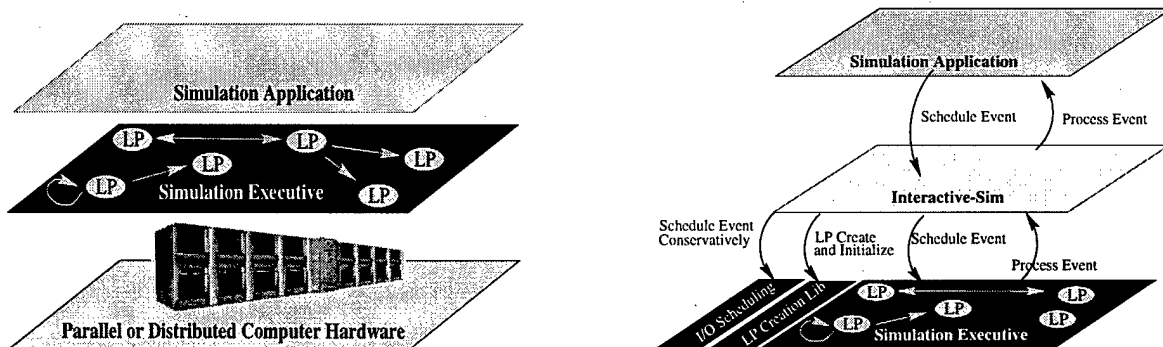 Simulation Application
LP
LP
LP
LP
LP
LP
Simulation Executive
Parallel or Distributed Computer Hardware
Simulation Application
Schedule Event
Process Event
Interactive-Sim
Schedule Event
Conservatively
LP Create
and Initialize
Schedule Event
Process Event
I/O Scheduling
LP Creation Lib
LP
LP
LP
LP
LP
Simulation Executive